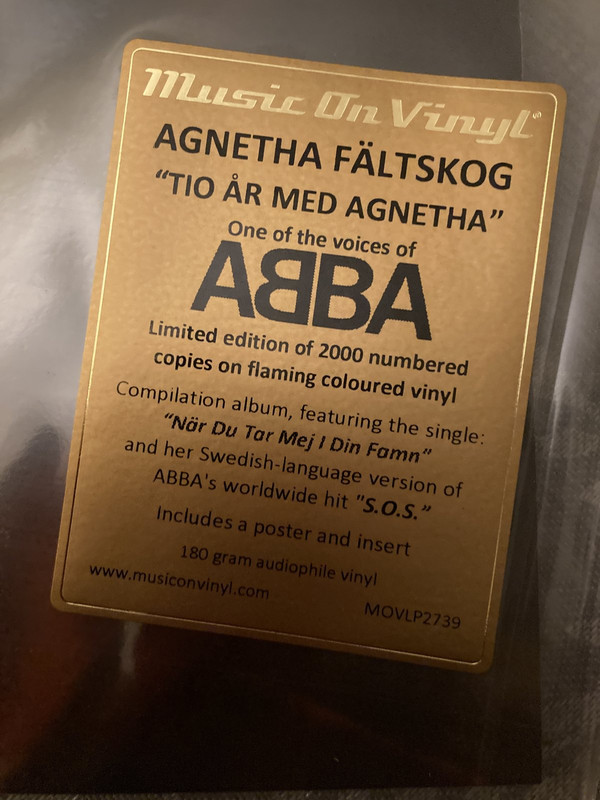 Music On Vinyl®
AGNETHA FÄLTSKOG
“TIO ÅR MED AGNETHA”
One of the voices of
ABBA
Limited edition of 2000 numbered
copies on flaming coloured vinyl
Compilation album, featuring the single:
“När Du Tar Mej I Din Famn”
and her Swedish-language version of
ABBA's worldwide hit "S.O.S.”
Includes a poster and insert
180 gram audiophile vinyl
www.musiconvinyl.com
MOVLP2739